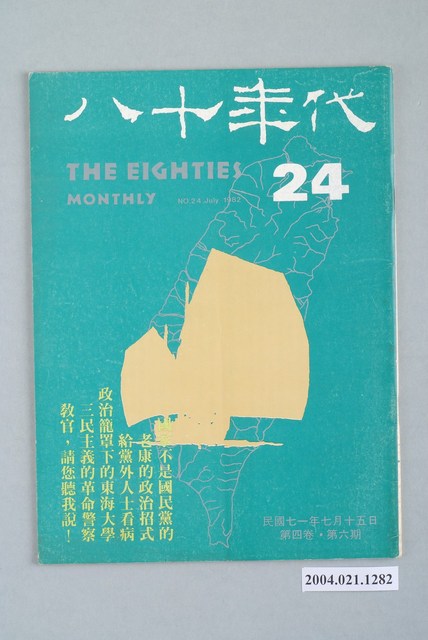 八十年代
THE EIGHTIES
MONTHLY
NO.24 July 1982
24
不是國民黨的
老康的政治招式
給黨外人士看病
政治籠罩下的東海大學
三民主義的革命警察
教官，請您聽我說！
民國七一年七月十五日
第四卷・第六期
2004.021.1282